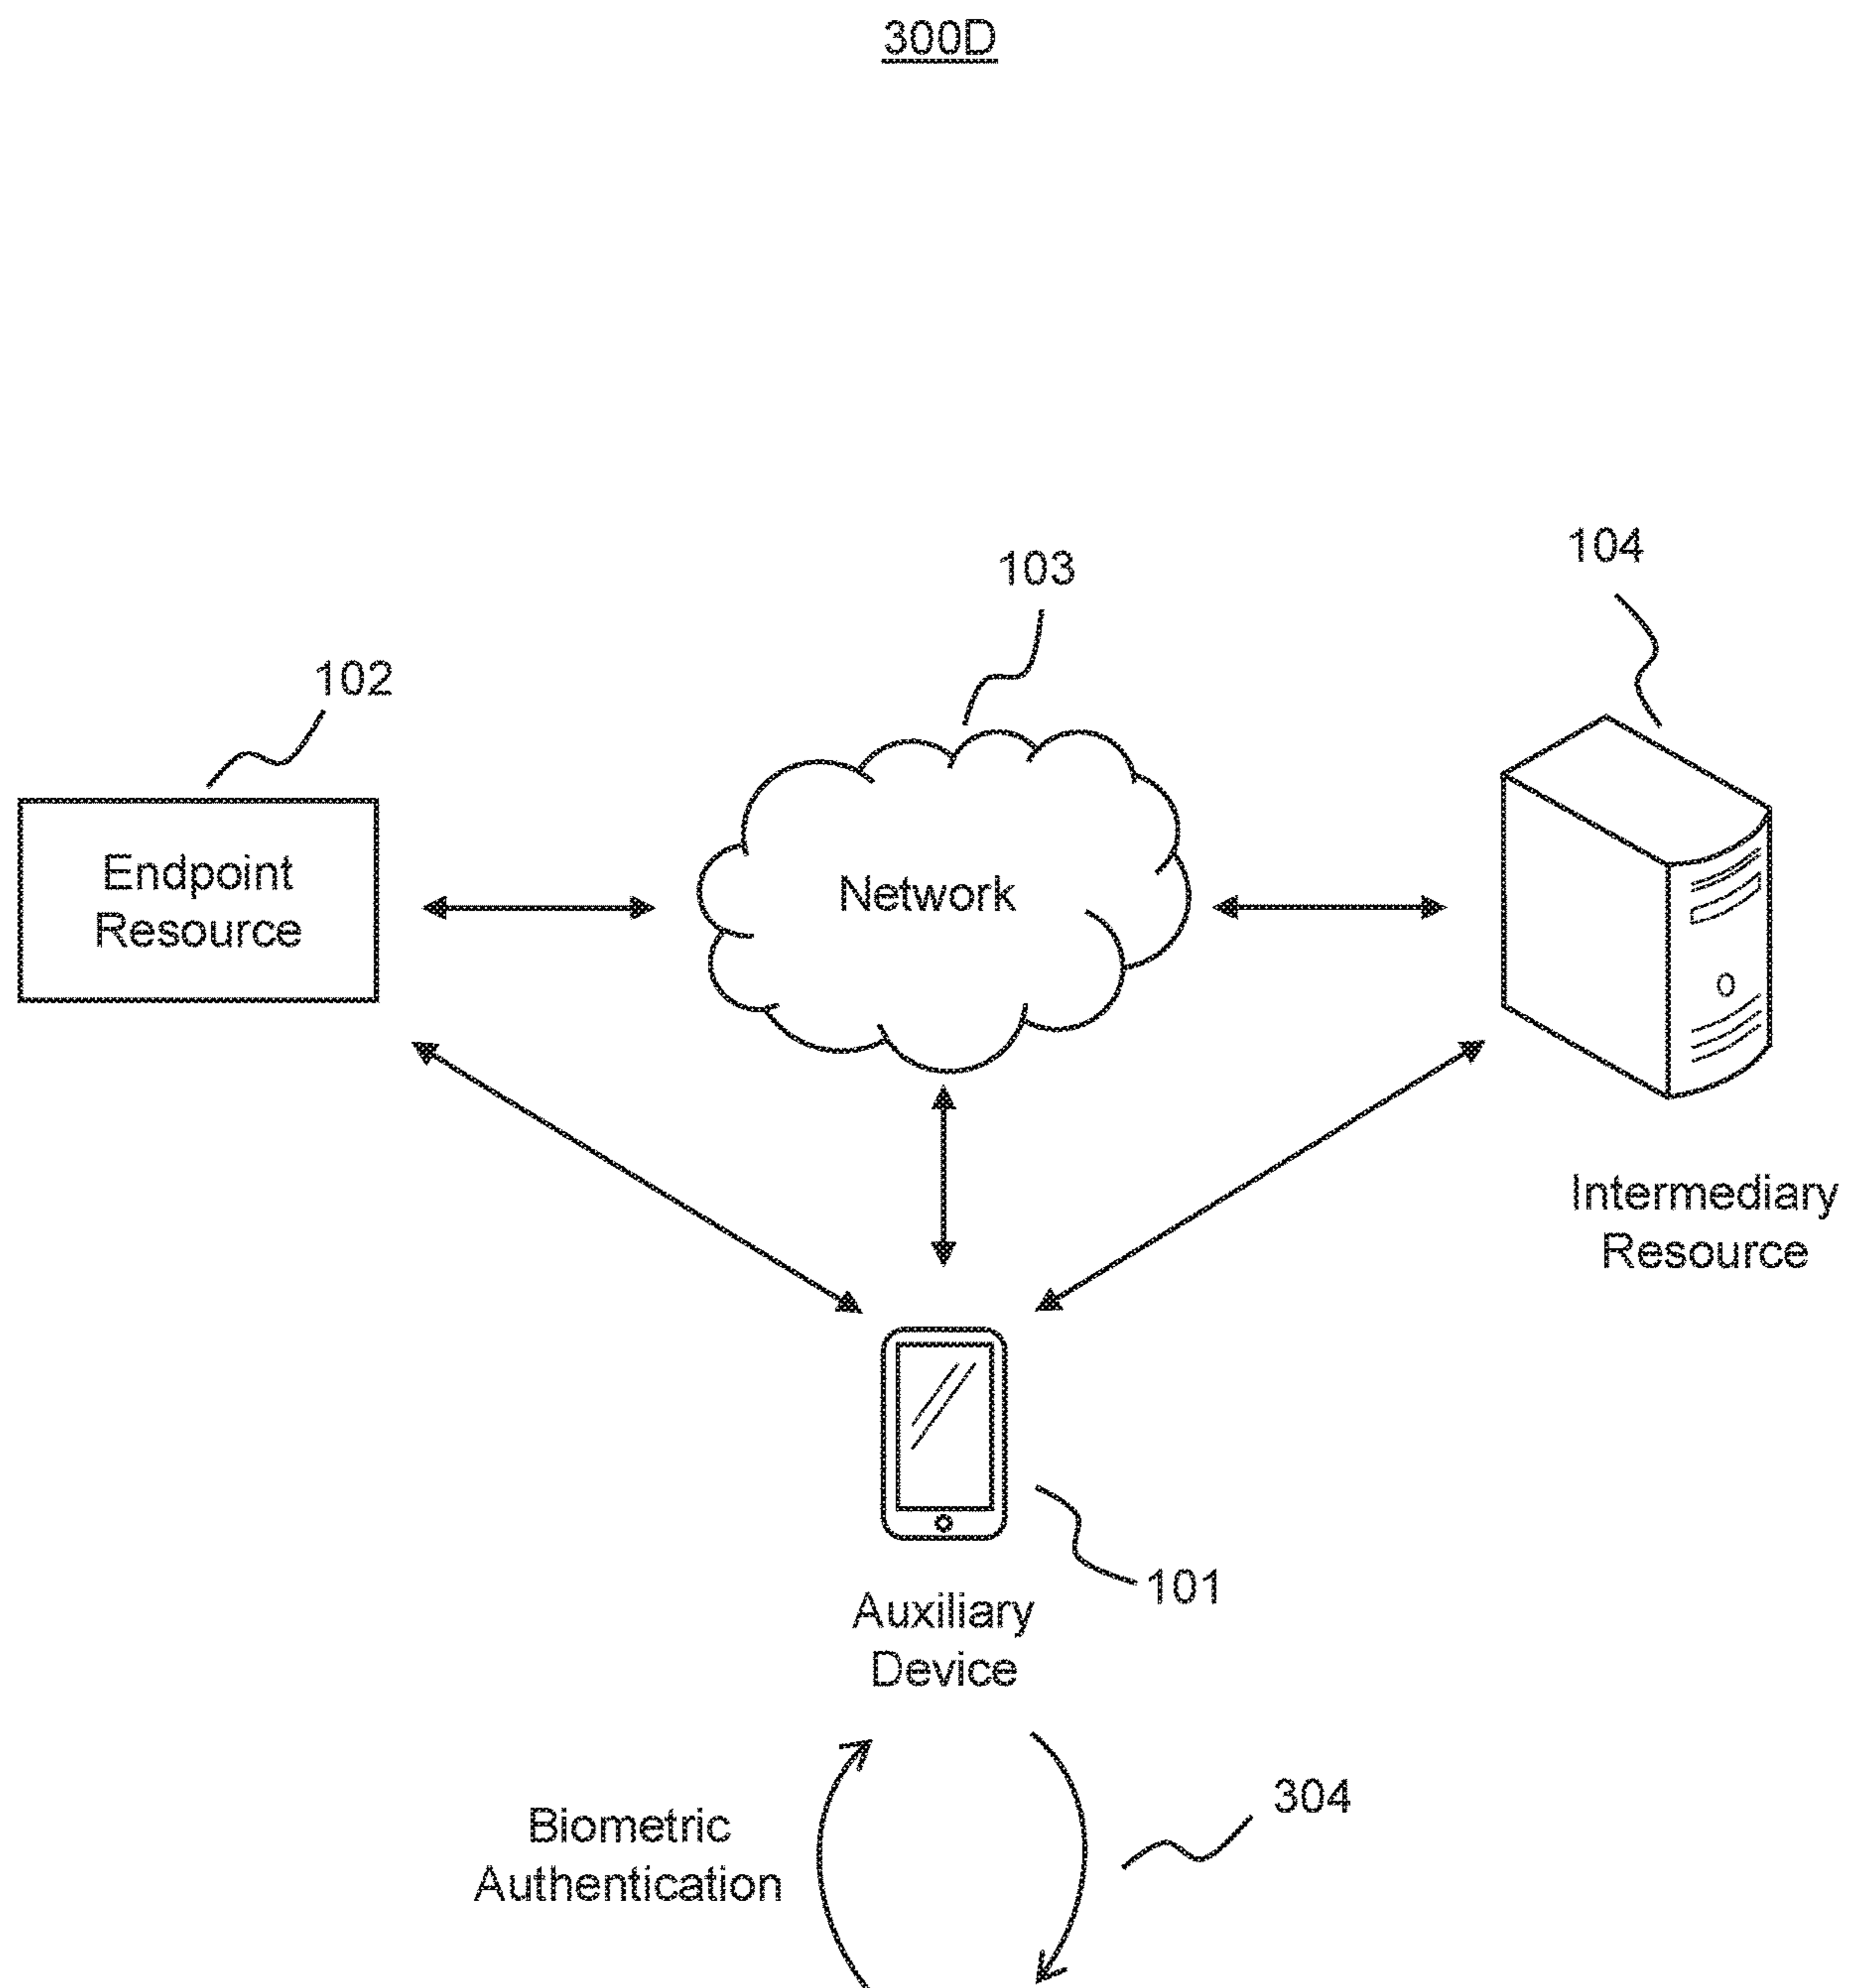 300D
103
104
102
Endpoint
Resource
Network
Intermediary
Resource
101
Auxiliary
Device
304
Biometric
Authentication